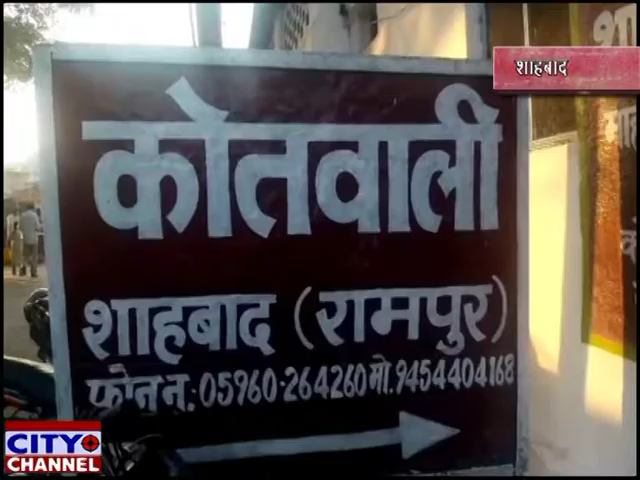 शाहबाद
कोतवाली
शाहबाद (रामपुर)
फोन न.: 05960-264260 मो. 9454404168
CITY
CHANNEL